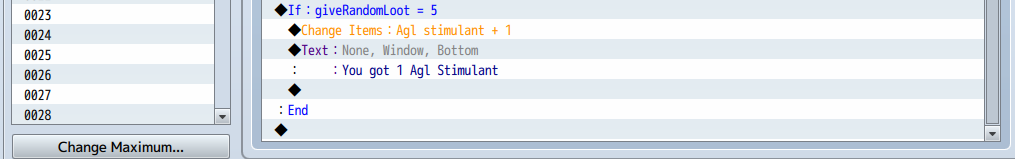 0023
0024
0025
0026
0027
0028
Change Maximum...
◆If：giveRandomLoot = 5
◆Change Items：Agl stimulant + 1
◆Text：None, Window, Bottom
：    ：You got 1 Agl Stimulant
◆
：End
◆